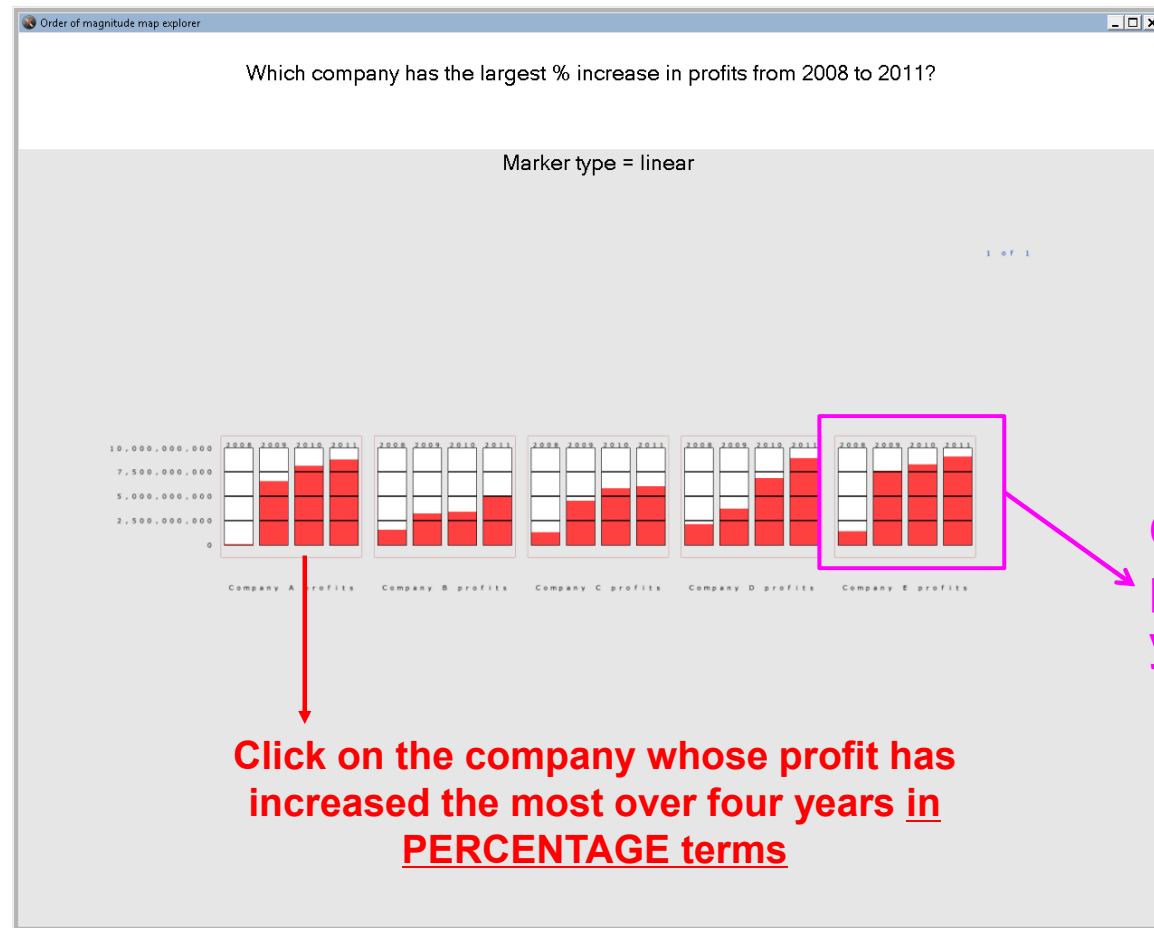 Order of magnitude map explorer
Which company has the largest % increase in profits from 2008 to 2011?
Marker type = linear
1 of 1
10,000,000,000
7,500,000,000
5,000,000,000
2,500,000,000
0
2008 2009 2010 2011
2008 2009 2010 2011
2008 2009 2010 2011
2008 2009 2010 2011
2008 2009 2010 2011
Company A profits
Company B profits
Company C profits
Company D profits
Company E profits
Click on the company whose profit has
increased the most over four years in
PERCENTAGE terms